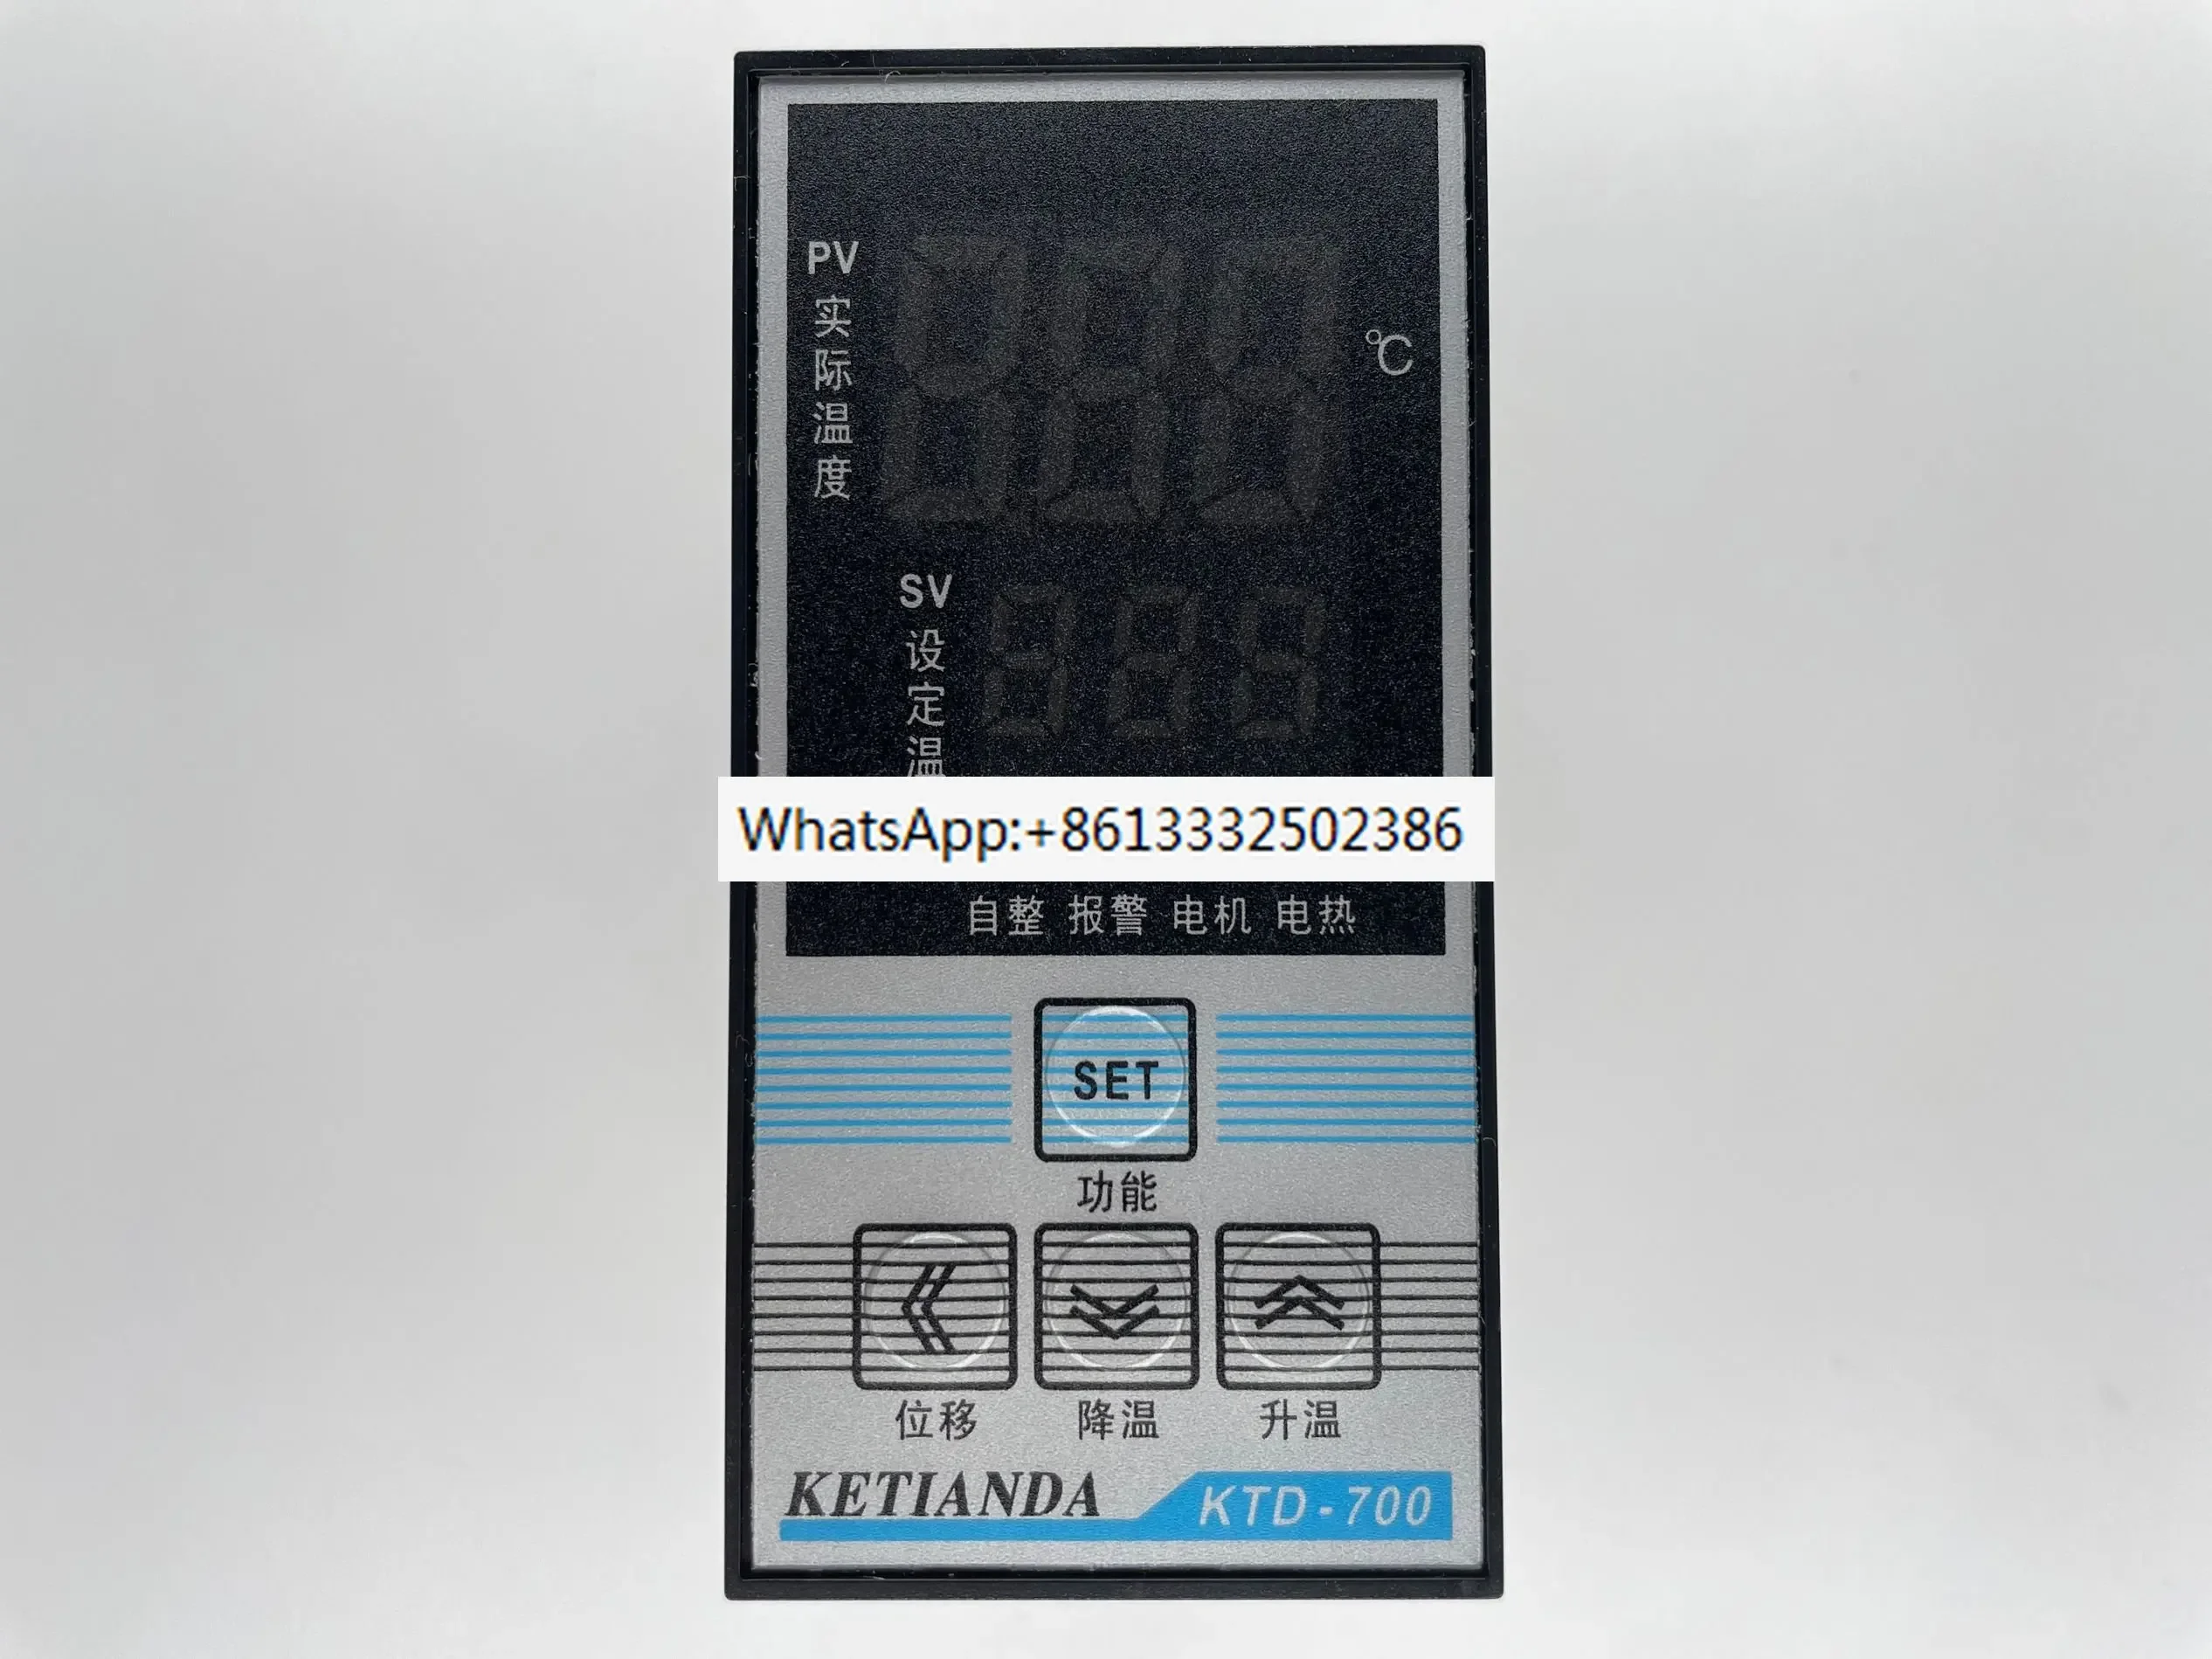 PV
实际温度
℃
SV
设定温
WhatsApp:+8613332502386
自整 报警 电机 电热
SET
功能
位移 降温 升温
KETIANDA KTD-700